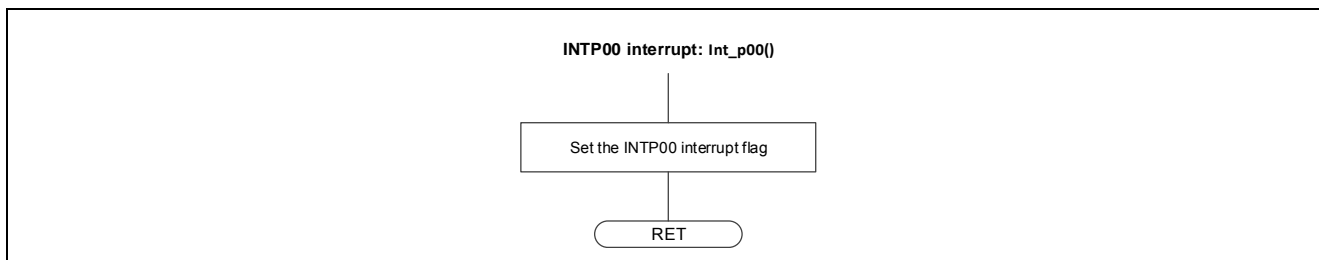 INTP00 interrupt: Int_p00()
Set the INTP00 interrupt flag
RET